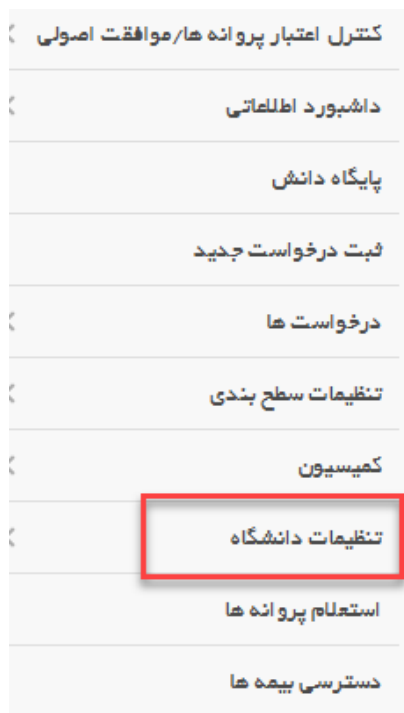 کنترل اعتبار پروانه ها/موافقت اصولی
داشبورد اطلاعاتی
پایگاه دانش
ثبت درخواست جدید
درخواست ها
تنظیمات سطح بندی
کمیسیون
تنظیمات دانشگاه
استعلام پروانه ها
دسترسی بیمه ها